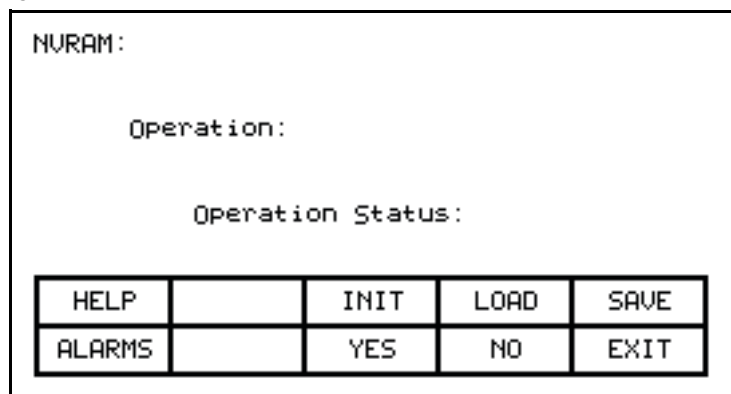 NVRAM:
Operation:
Operation Status:
HELP INIT LOAD SAVE
ALARMS YES NO EXIT